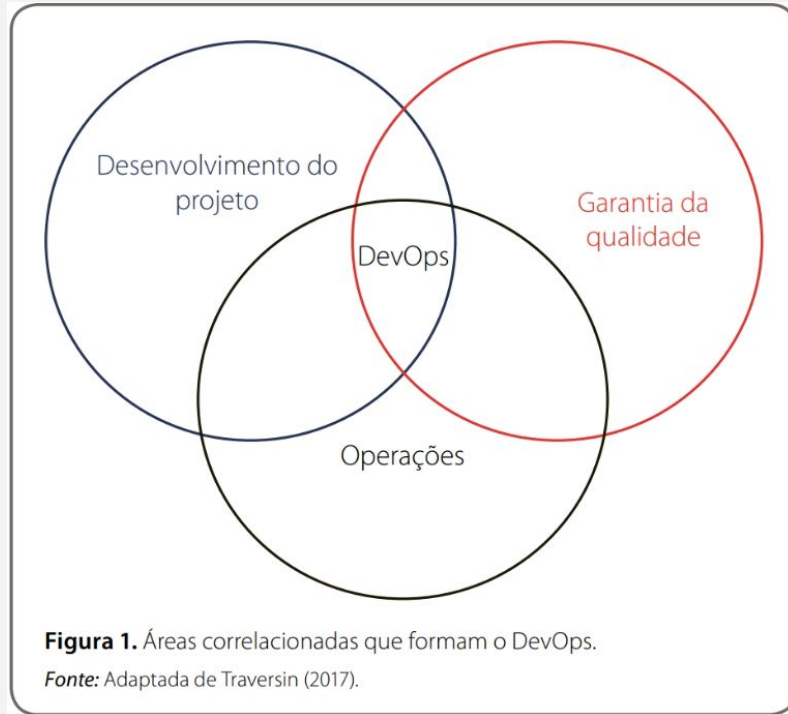 Desenvolvimento do
projeto
Garantia da
qualidade
DevOps
Operações
Figura 1. Áreas correlacionadas que formam o DevOps.
Fonte: Adaptada de Traversin (2017).